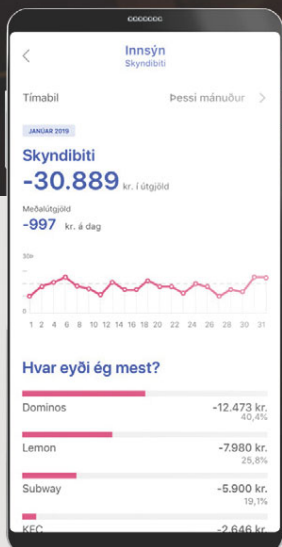 Innsýn
Skyndibiti
Tímabil Þessi mánuður
JANÚAR 2019
Skyndibiti
-30.889 kr. í útgjöld
Meðalútgjöld
-997 kr. á dag
0
1 2 4 6 8 10 12 14 16 18 20 22 24 26 28 30 31
Hvar eyði ég mest?
Dominos -12.473 kr.
40,4%
Lemon -7.980 kr.
25,8%
Subway -5.900 kr.
19,1%
KFC -2.646 kr.